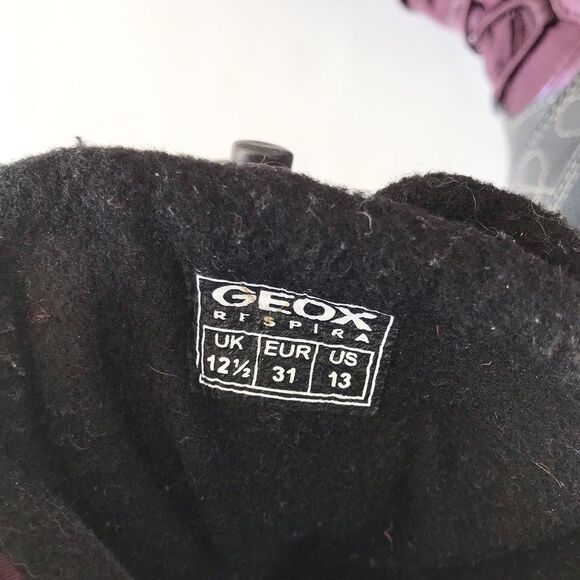 GEOX
RESPIRA
UK EUR US
12½ 31 13